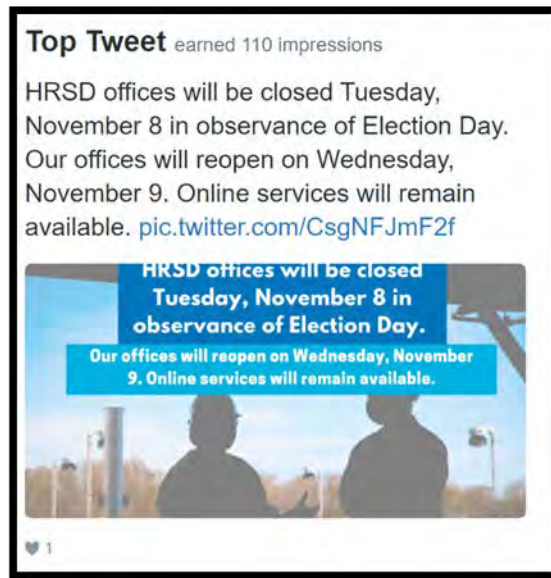 Top Tweet earned 110 impressions
HRSD offices will be closed Tuesday,
November 8 in observance of Election Day.
Our offices will reopen on Wednesday,
November 9. Online services will remain
available. pic.twitter.com/CsgNFJmF2f
HRSD offices will be closed
Tuesday, November 8 in
observance of Election Day.
Our offices will reopen on Wednesday, November
9. Online services will remain available.
1